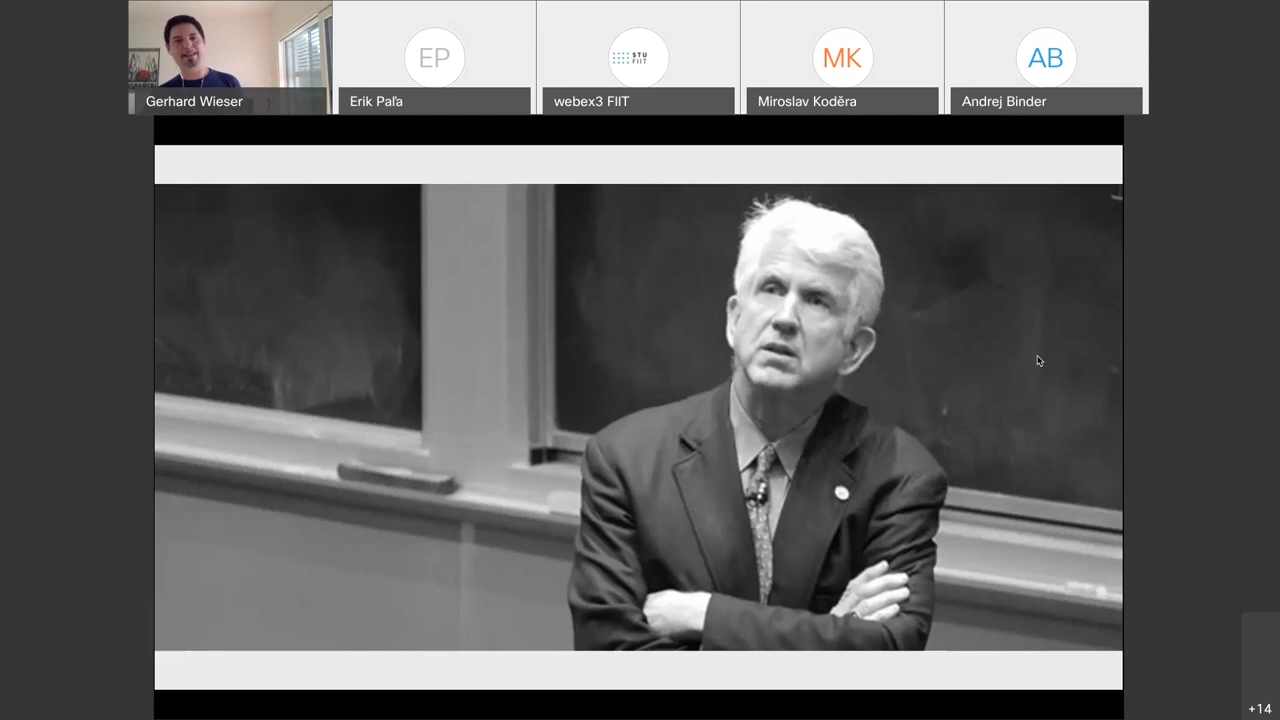 EP
STU
FIIT
MK
AB
Gerhard Wieser
Erik Paľa
webex3 FIIT
Miroslav Koděra
Andrej Binder
+14